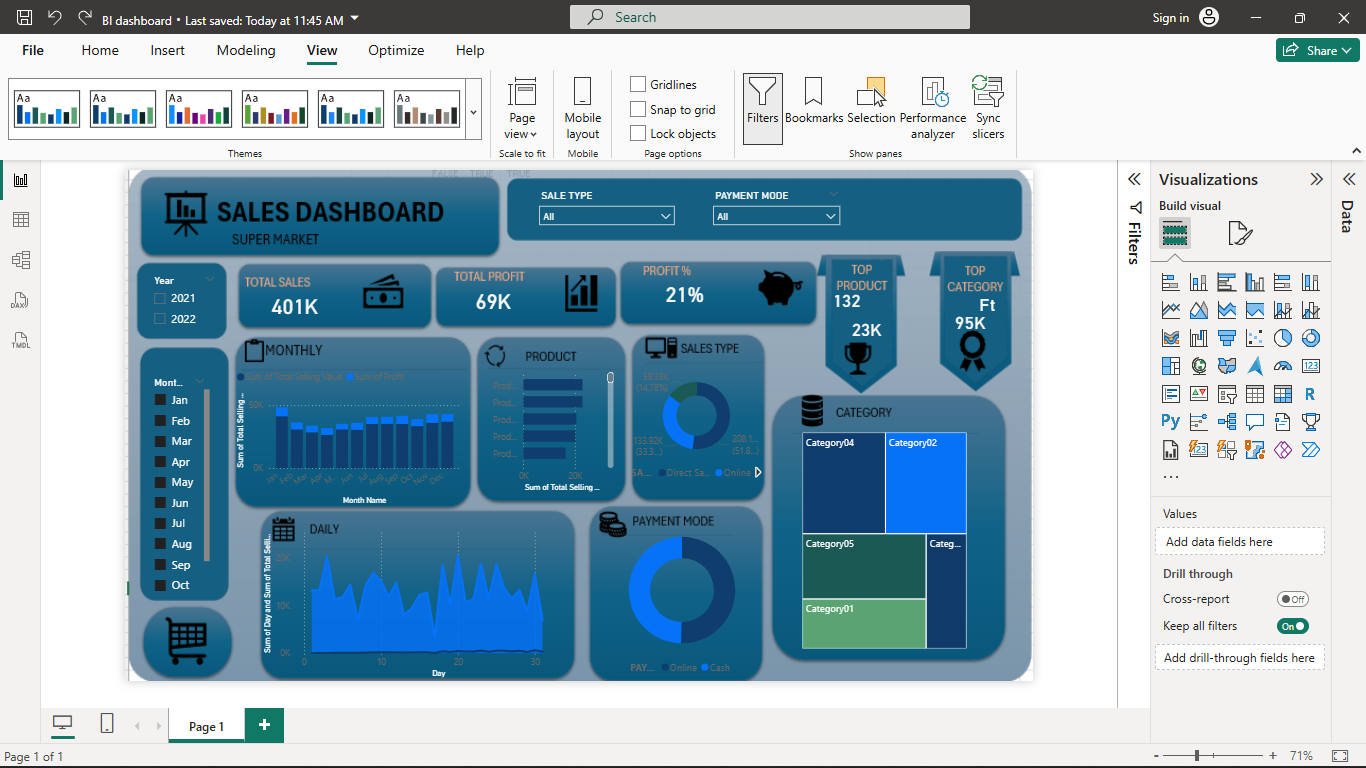 BI dashboard • Last saved: Today at 11:45 AM
Search
Sign in
File Home Insert Modeling View Optimize Help
Share
Aa Aa Aa Aa Aa Aa
Page view
Mobile layout
Gridlines
Snap to grid
Lock objects
Filters
Bookmarks
Selection
Performance analyzer
Sync slicers
Themes
Scale to fit
Mobile
Page options
Show panes
DAX
TMDL
FALSE TRUE TRUE
SALES DASHBOARD
SUPER MARKET
SALE TYPE
All
PAYMENT MODE
All
Year
2021
2022
TOTAL SALES
401K
TOTAL PROFIT
69K
PROFIT %
21%
TOP
PRODUCT
132
23K
TOP
CATEGORY
Ft
95K
Mont...
Jan
Feb
Mar
Apr
May
Jun
Jul
Aug
Sep
Oct
MONTHLY
Sum of Total Selling Value Sum of Profit
Sum of Total Selling ...
50K
0K
Jan Feb Mar Apr M... Jun Jul Aug Sep Oct Nov Dec
Month Name
PRODUCT
Prod...
Prod...
Prod...
Prod...
Prod...
0K 20K
Sum of Total Selling ...
SALES TYPE
(14.78%)
133.92K
(33.3...)
208.1...
(51.8...)
SA... Direct Sa... Online
CATEGORY
Category04
Category02
Category05
Categ...
Category01
DAILY
Sum of Day and Sum of Total Selli...
20K
10K
0K
0 10 20 30
Day
PAYMENT MODE
PAY... Online Cash
Filters
Visualizations
Build visual
123
R
Py
...
Values
Add data fields here
Drill through
Cross-report
Off
Keep all filters
On
Add drill-through fields here
Data
Page 1
+
Page 1 of 1
- + 71%